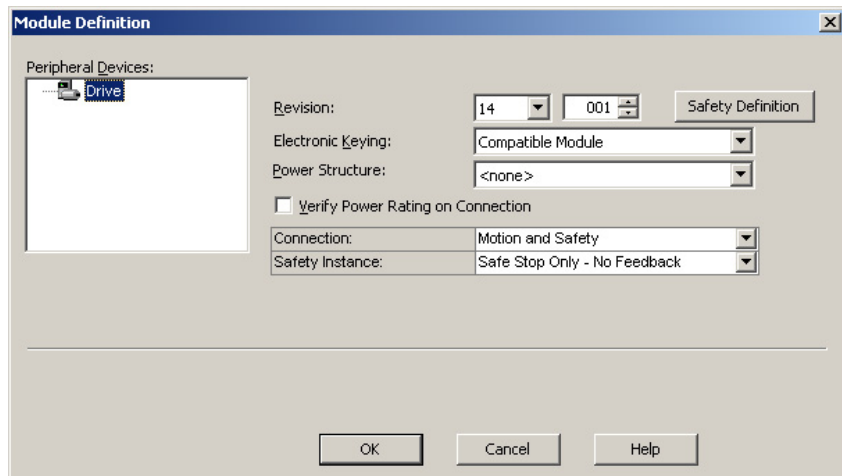 Module Definition
Peripheral Devices:
Drive
Revision: 14 001 Safety Definition
Electronic Keying: Compatible Module
Power Structure: <none>
Verify Power Rating on Connection
Connection: Motion and Safety
Safety Instance: Safe Stop Only - No Feedback
OK Cancel Help